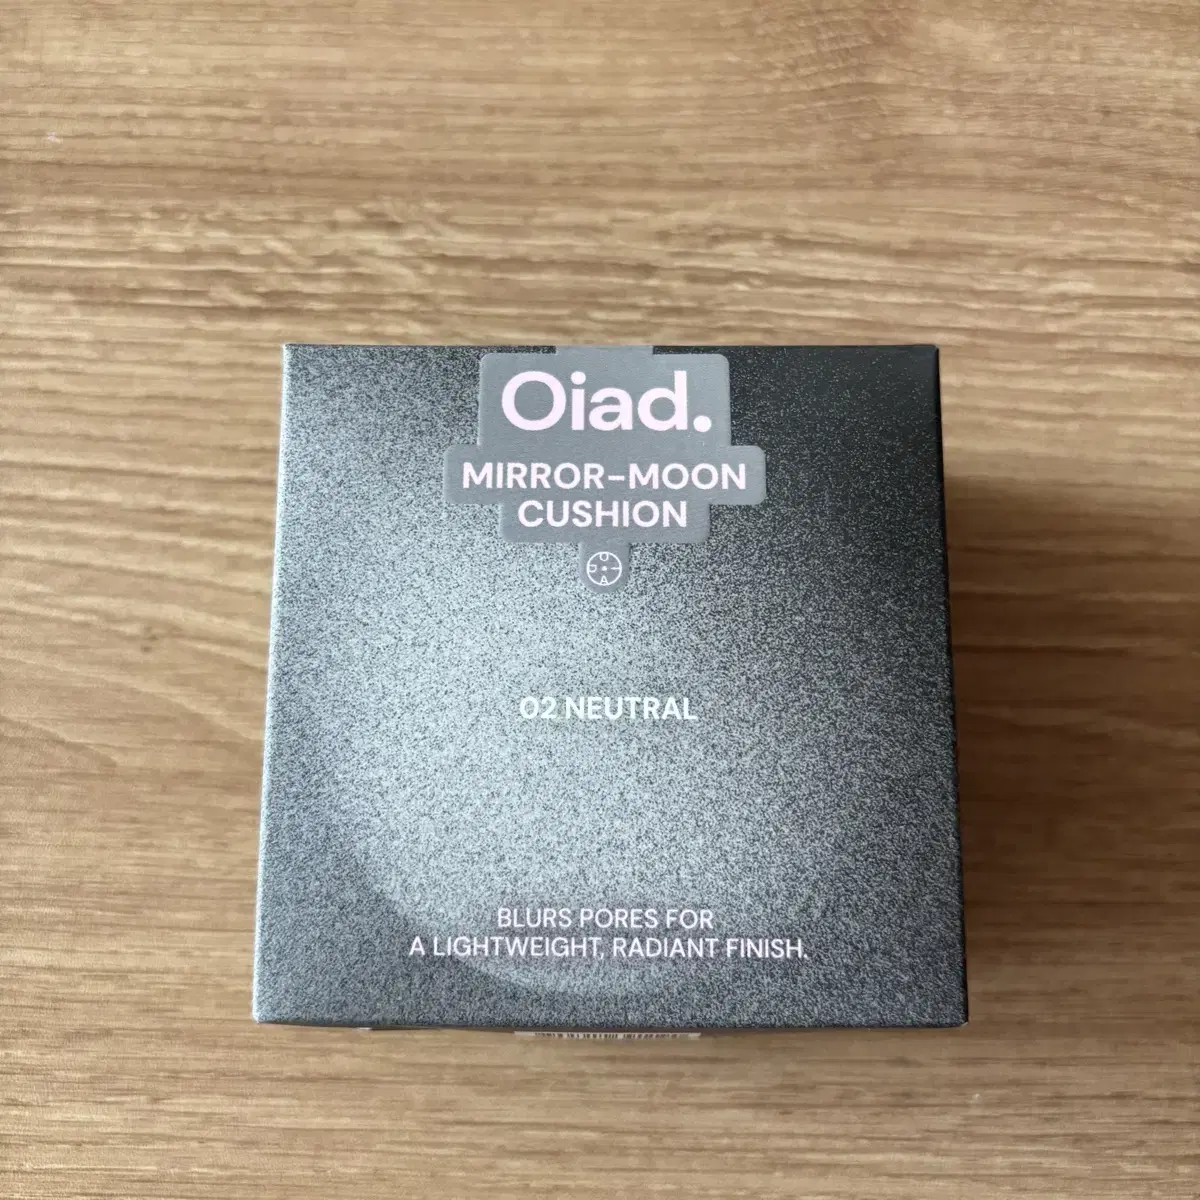 Oiad.
MIRROR-MOON
CUSHION
02 NEUTRAL
BLURS PORES FOR
A LIGHTWEIGHT, RADIANT FINISH.